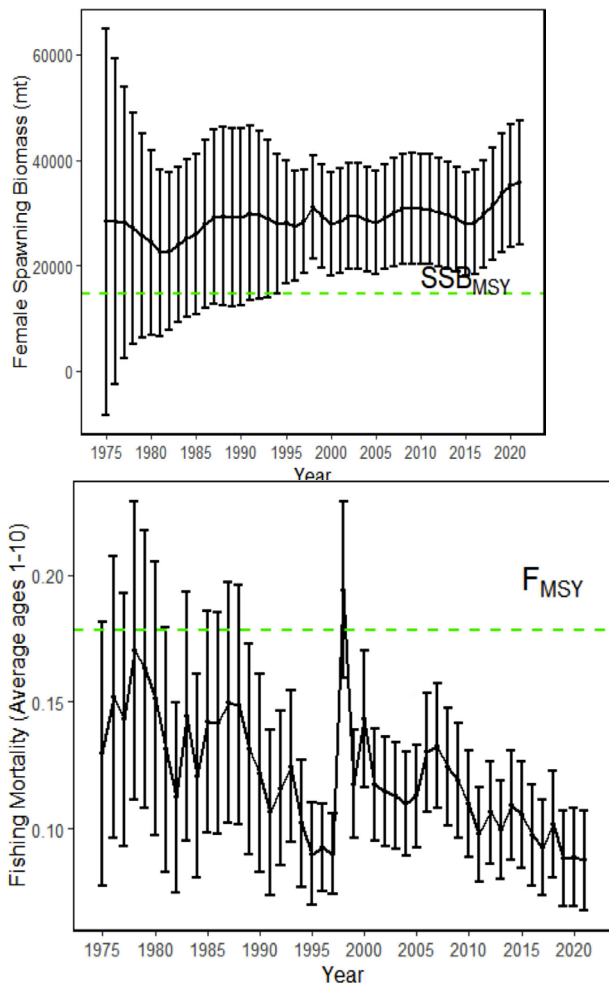 Female Spawning Biomass (mt)
60000
40000
20000
0
SSB_MSY
1975 1980 1985 1990 1995 2000 2005 2010 2015 2020
Year
Fishing Mortality (Average ages 1-10)
0.20
0.15
0.10
F_MSY
1975 1980 1985 1990 1995 2000 2005 2010 2015 2020
Year